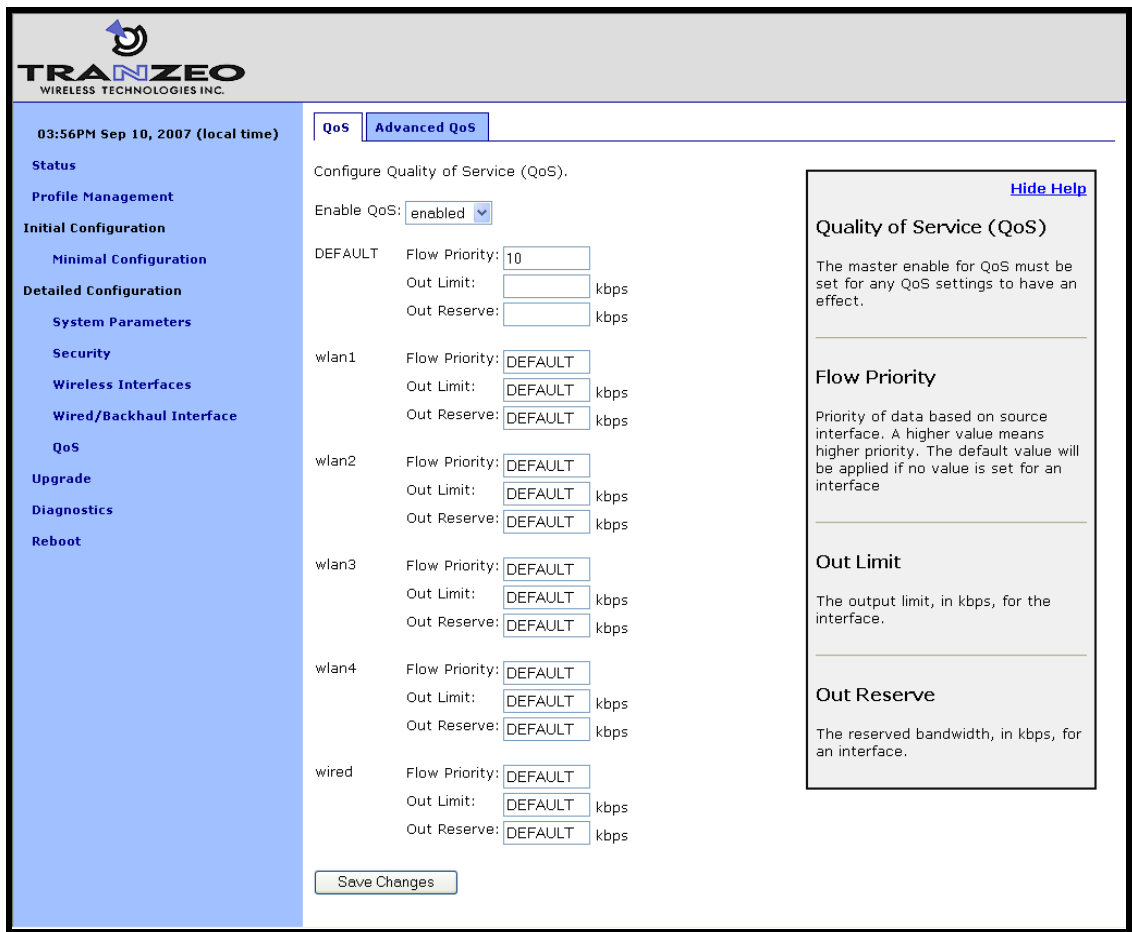 TRANZEO
WIRELESS TECHNOLOGIES INC.
03:56PM Sep 10, 2007 (local time)
Status
Profile Management
Initial Configuration
Minimal Configuration
Detailed Configuration
System Parameters
Security
Wireless Interfaces
Wired/Backhaul Interface
QoS
Upgrade
Diagnostics
Reboot
QoS Advanced QoS
Configure Quality of Service (QoS).
Enable QoS: enabled
DEFAULT Flow Priority: 10
Out Limit: kbps
Out Reserve: kbps
wlan1 Flow Priority: DEFAULT
Out Limit: DEFAULT kbps
Out Reserve: DEFAULT kbps
wlan2 Flow Priority: DEFAULT
Out Limit: DEFAULT kbps
Out Reserve: DEFAULT kbps
wlan3 Flow Priority: DEFAULT
Out Limit: DEFAULT kbps
Out Reserve: DEFAULT kbps
wlan4 Flow Priority: DEFAULT
Out Limit: DEFAULT kbps
Out Reserve: DEFAULT kbps
wired Flow Priority: DEFAULT
Out Limit: DEFAULT kbps
Out Reserve: DEFAULT kbps
Save Changes
Hide Help
Quality of Service (QoS)
The master enable for QoS must be
set for any QoS settings to have an
effect.
Flow Priority
Priority of data based on source
interface. A higher value means
higher priority. The default value will
be applied if no value is set for an
interface
Out Limit
The output limit, in kbps, for the
interface.
Out Reserve
The reserved bandwidth, in kbps, for
an interface.